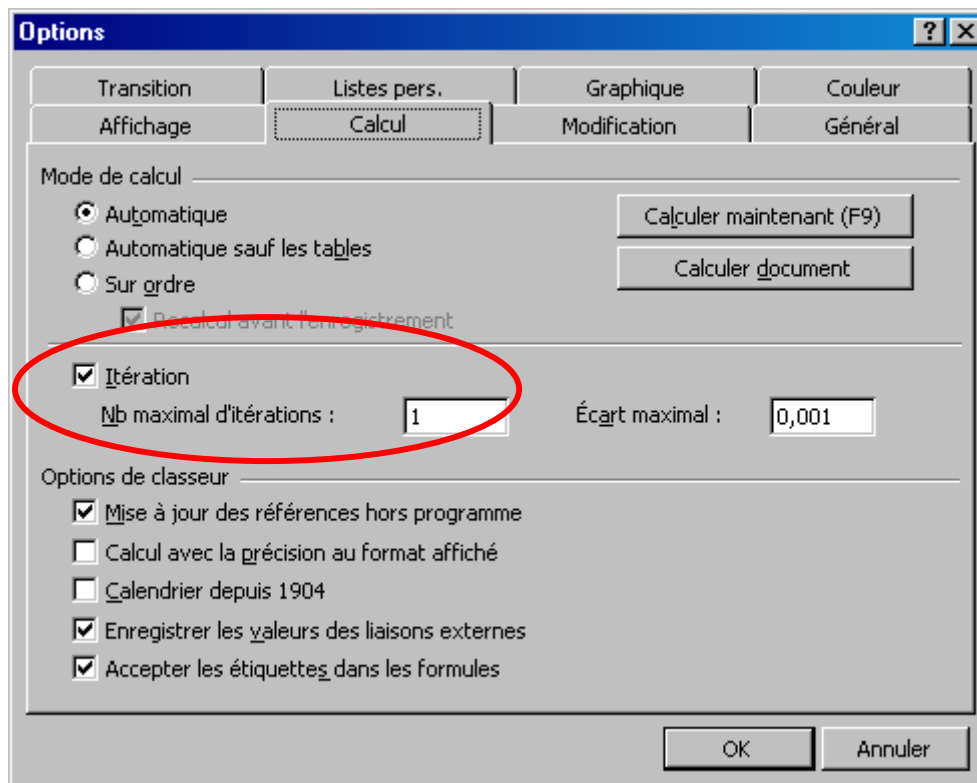 Options
? X
Transition Listes pers. Graphique Couleur
Affichage Calcul Modification Général
Mode de calcul
Automatique Calculer maintenant (F9)
Automatique sauf les tables
Calculer document
Sur ordre
Recalcul avant l'enregistrement
Itération
Nb maximal d'itérations : 1 Écart maximal : 0,001
Options de classeur
Mise à jour des références hors programme
Calcul avec la précision au format affiché
Calendrier depuis 1904
Enregistrer les valeurs des liaisons externes
Accepter les étiquettes dans les formules
OK Annuler